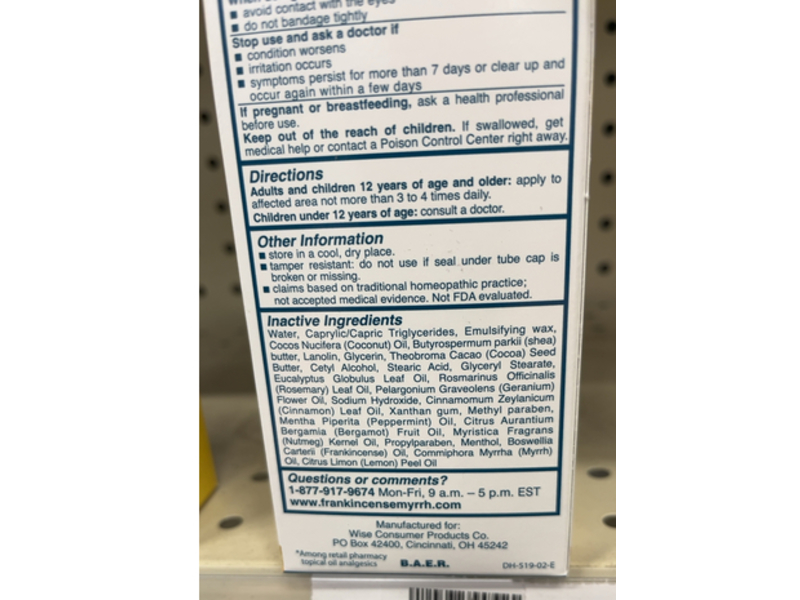 ■ avoid contact with the eyes
■ do not bandage tightly
Stop use and ask a doctor if
■ condition worsens
■ irritation occurs
■ symptoms persist for more than 7 days or clear up and
occur again within a few days
If pregnant or breastfeeding, ask a health professional
before use.
Keep out of the reach of children. If swallowed, get
medical help or contact a Poison Control Center right away.
Directions
Adults and children 12 years of age and older: apply to
affected area not more than 3 to 4 times daily.
Children under 12 years of age: consult a doctor.
Other Information
■ store in a cool, dry place.
■ tamper resistant: do not use if seal under tube cap is
broken or missing.
■ claims based on traditional homeopathic practice;
not accepted medical evidence. Not FDA evaluated.
Inactive Ingredients
Water, Caprylic/Capric Triglycerides, Emulsifying wax,
Cocos Nucifera (Coconut) Oil, Butyrospermum parkii (shea)
butter, Lanolin, Glycerin, Theobroma Cacao (Cocoa) Seed
Butter, Cetyl Alcohol, Stearic Acid, Glyceryl Stearate,
Eucalyptus Globulus Leaf Oil, Rosmarinus Officinalis
(Rosemary) Leaf Oil, Pelargonium Graveolens (Geranium)
Flower Oil, Sodium Hydroxide, Cinnamomum Zeylanicum
(Cinnamon) Leaf Oil, Xanthan gum, Methyl paraben,
Mentha Piperita (Peppermint) Oil, Citrus Aurantium
Bergamia (Bergamot) Fruit Oil, Myristica Fragrans
(Nutmeg) Kernel Oil, Propylparaben, Menthol, Boswellia
Carterii (Frankincense) Oil, Commiphora Myrrha (Myrrh)
Oil, Citrus Limon (Lemon) Peel Oil
Questions or comments?
1-877-917-9674 Mon-Fri, 9 a.m. – 5 p.m. EST
www.frankincensemyrrh.com
Manufactured for:
Wise Consumer Products Co.
PO Box 42400, Cincinnati, OH 45242
*Among retail pharmacy
topical oil analgesics
B.A.E.R.
DH-519-02-E